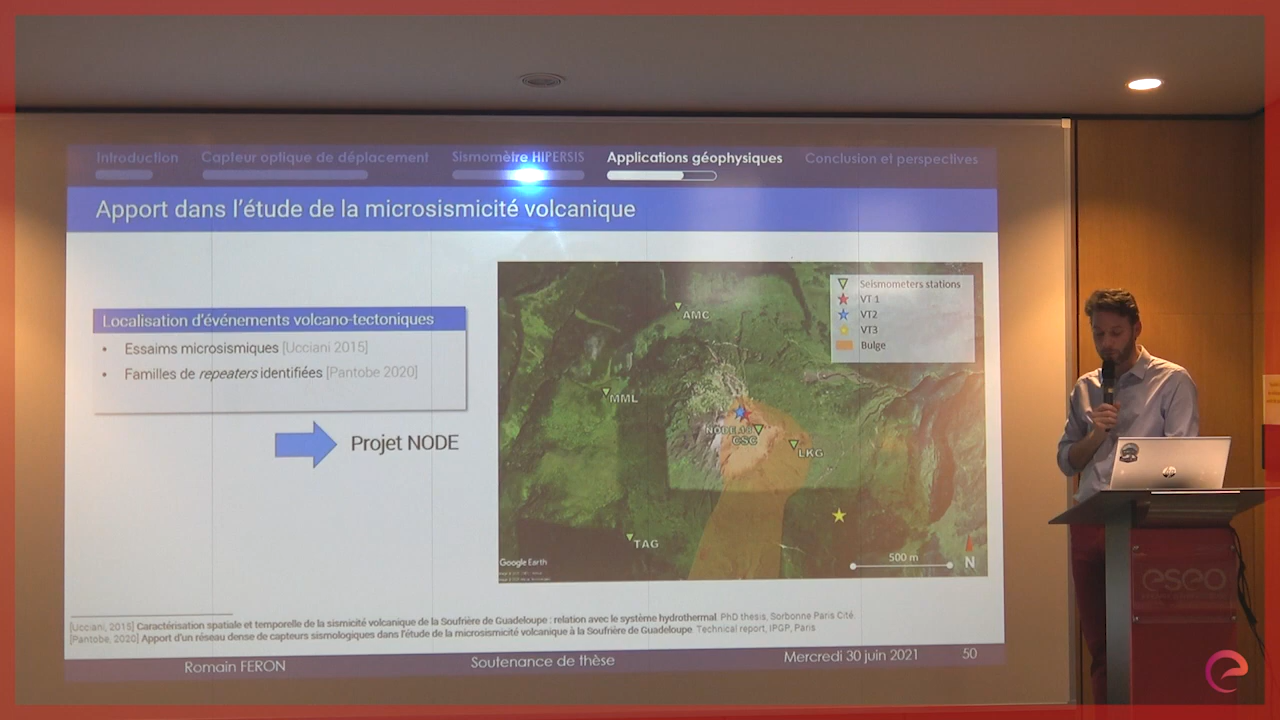 Introduction
Capteur optique de déplacement
Sismomètre HIPERSIS
Applications géophysiques
Conclusion et perspectives
Apport dans l'étude de la microsismicité volcanique
Localisation d'événements volcano-tectoniques
• Essaims microsismiques [Ucciani 2015]
• Familles de repeaters identifiées [Pantobe 2020]
Projet NODE
Seismometers stations
VT 1
VT2
VT3
Bulge
AMC
MML
CSC
LKG
TAG
Google Earth
500 m
N
[Ucciani, 2015] Caractérisation spatiale et temporelle de la sismicité volcanique de la Soufrière de Guadeloupe : relation avec le système hydrothermal. PhD thesis, Sorbonne Paris Cité.
[Pantobe, 2020] Apport d'un réseau dense de capteurs sismologiques dans l'étude de la microsismicité volcanique à la Soufrière de Guadeloupe. Technical report, IPGP, Paris
Romain FERON
Soutenance de thèse
Mercredi 30 juin 2021
50
hp
eseo
e